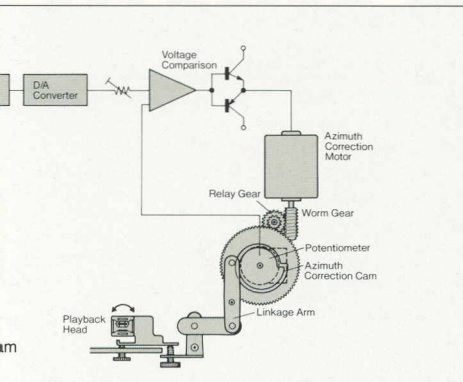 Voltage
Comparison
D/A
Converter
Azimuth
Correction
Motor
Relay Gear
Worm Gear
Potentiometer
Azimuth
Correction Cam
Linkage Arm
Playback
Head
am